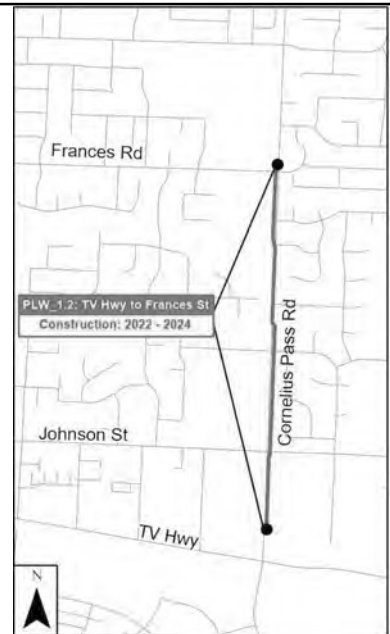 Frances Rd
PLW_1.2: TV Hwy to Frances St
Construction: 2022 - 2024
Cornelius Pass Rd
Johnson St
TV Hwy
N